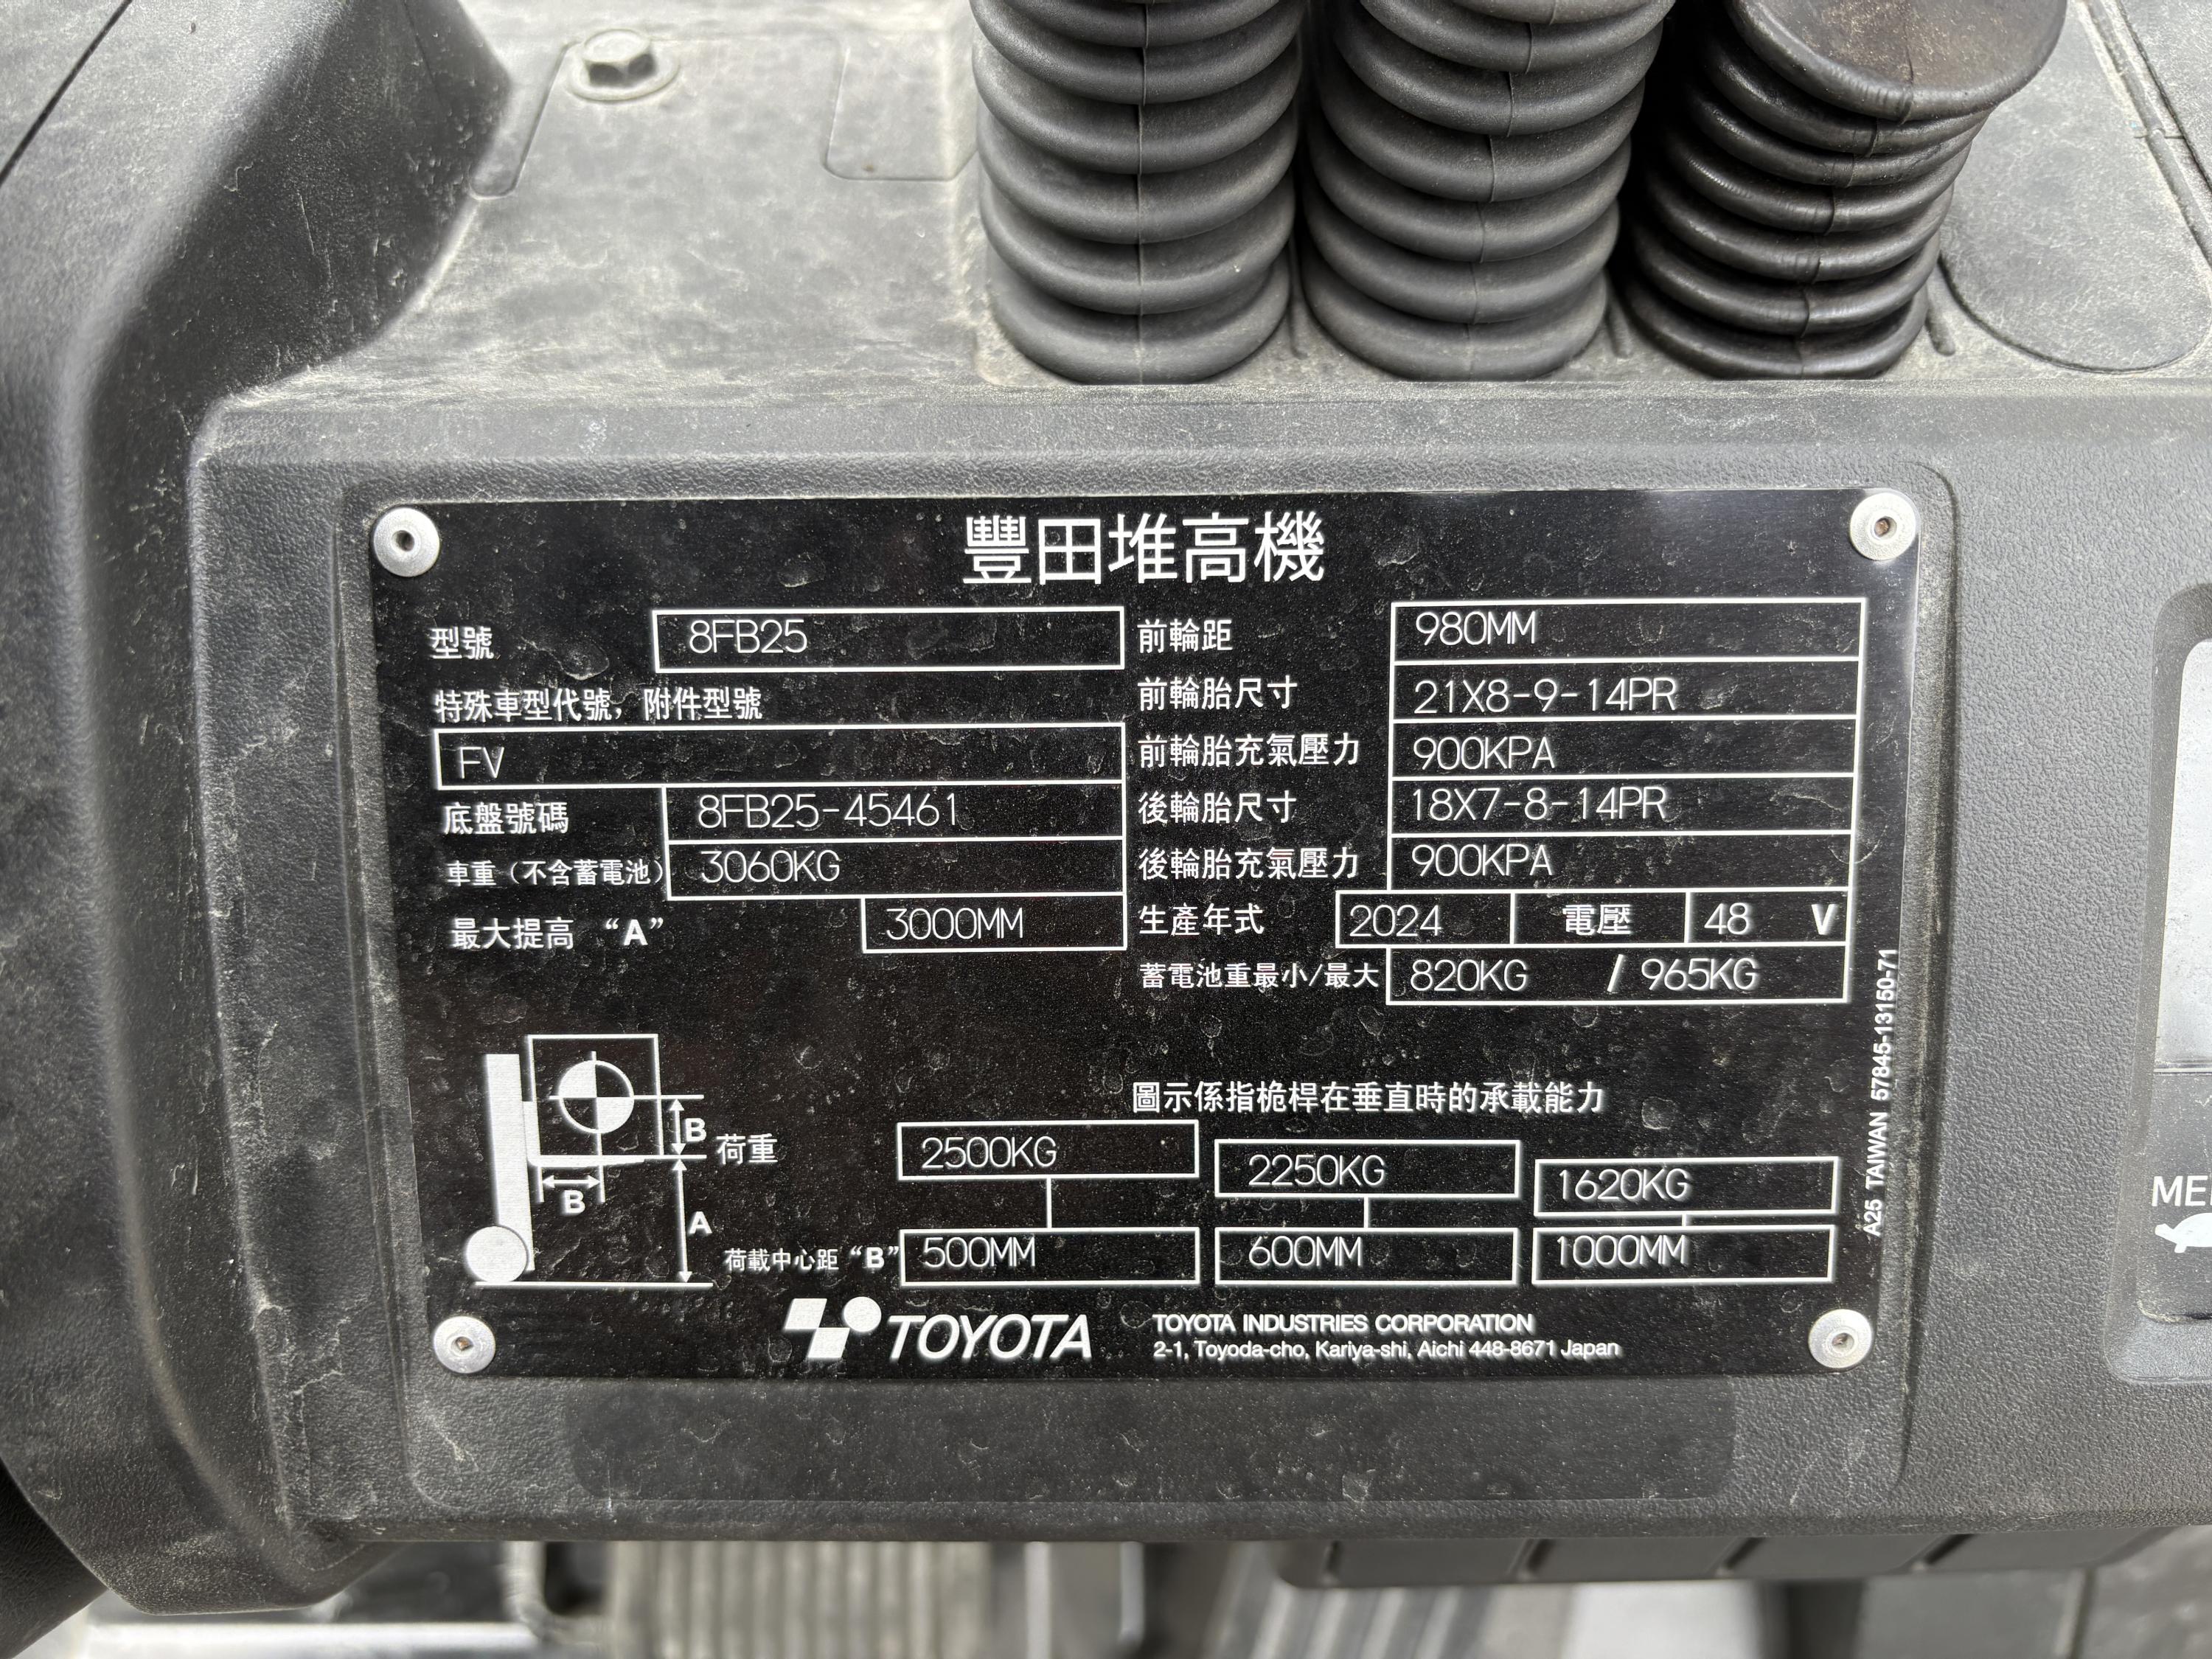 豐田堆高機
型號 8FB25
特殊車型代號，附件型號
FV
底盤號碼 8FB25-45461
車重（不含蓄電池） 3060KG
最大提高 “A” 3000MM
前輪距 980MM
前輪胎尺寸 21X8-9-14PR
前輪胎充氣壓力 900KPA
後輪胎尺寸 18X7-8-14PR
後輪胎充氣壓力 900KPA
生產年式 2024 電壓 48 V
蓄電池重最小/最大 820KG / 965KG
圖示係指桅桿在垂直時的承載能力
B
B
A
荷重 2500KG 2250KG 1620KG
荷載中心距 “B” 500MM 600MM 1000MM
TOYOTA
TOYOTA INDUSTRIES CORPORATION
2-1, Toyoda-cho, Kariya-shi, Aichi 448-8671 Japan
A25 TAIWAN 57845-13150-71